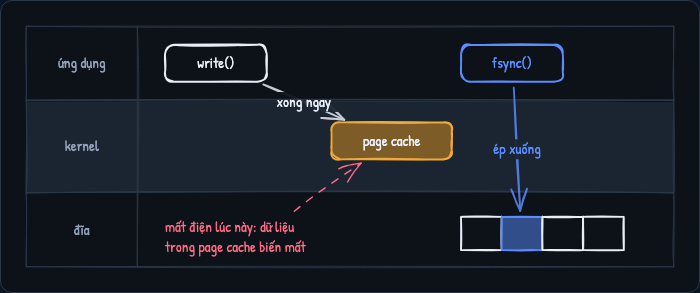 ứng dụng
write()
fsync()
xong ngay
kernel
page cache
ép xuống
đĩa
mất điện lúc này: dữ liệu
trong page cache biến mất